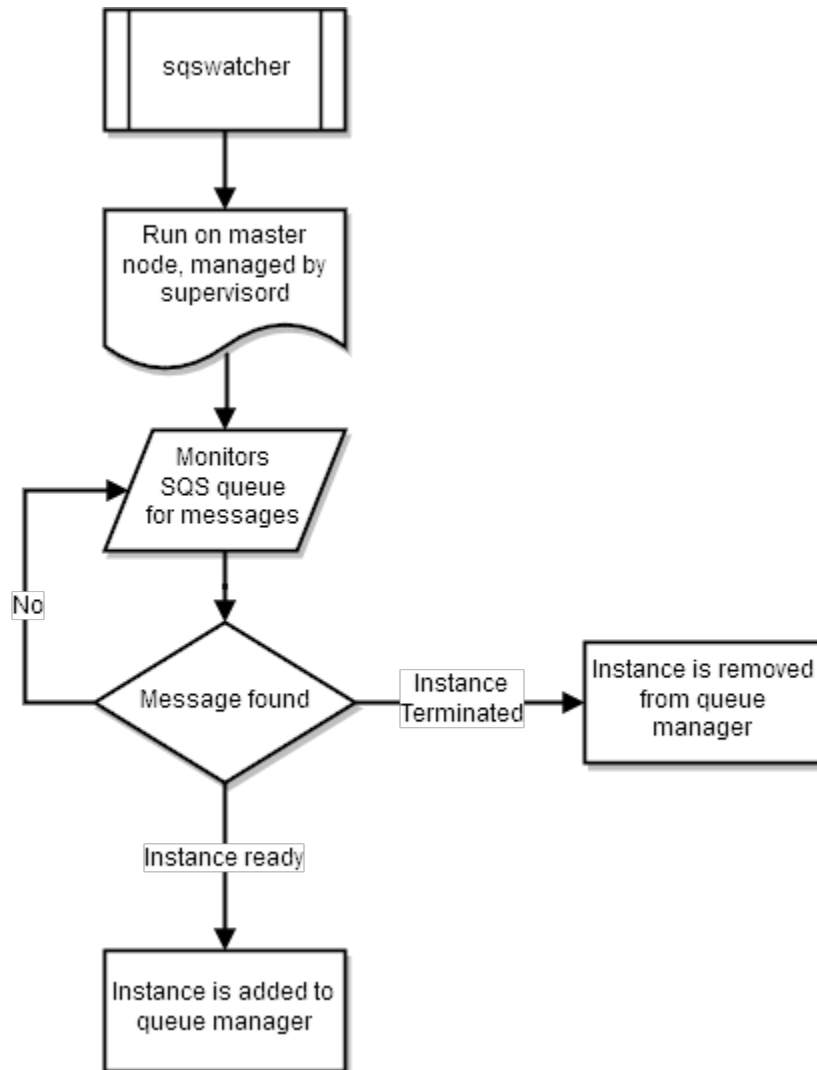 sqswatcher
Run on master
node, managed by
supervisord
Monitors
SQS queue
for messages
No
Message found
Instance
Terminated
Instance is removed
from queue
manager
Instance ready
Instance is added to
queue manager